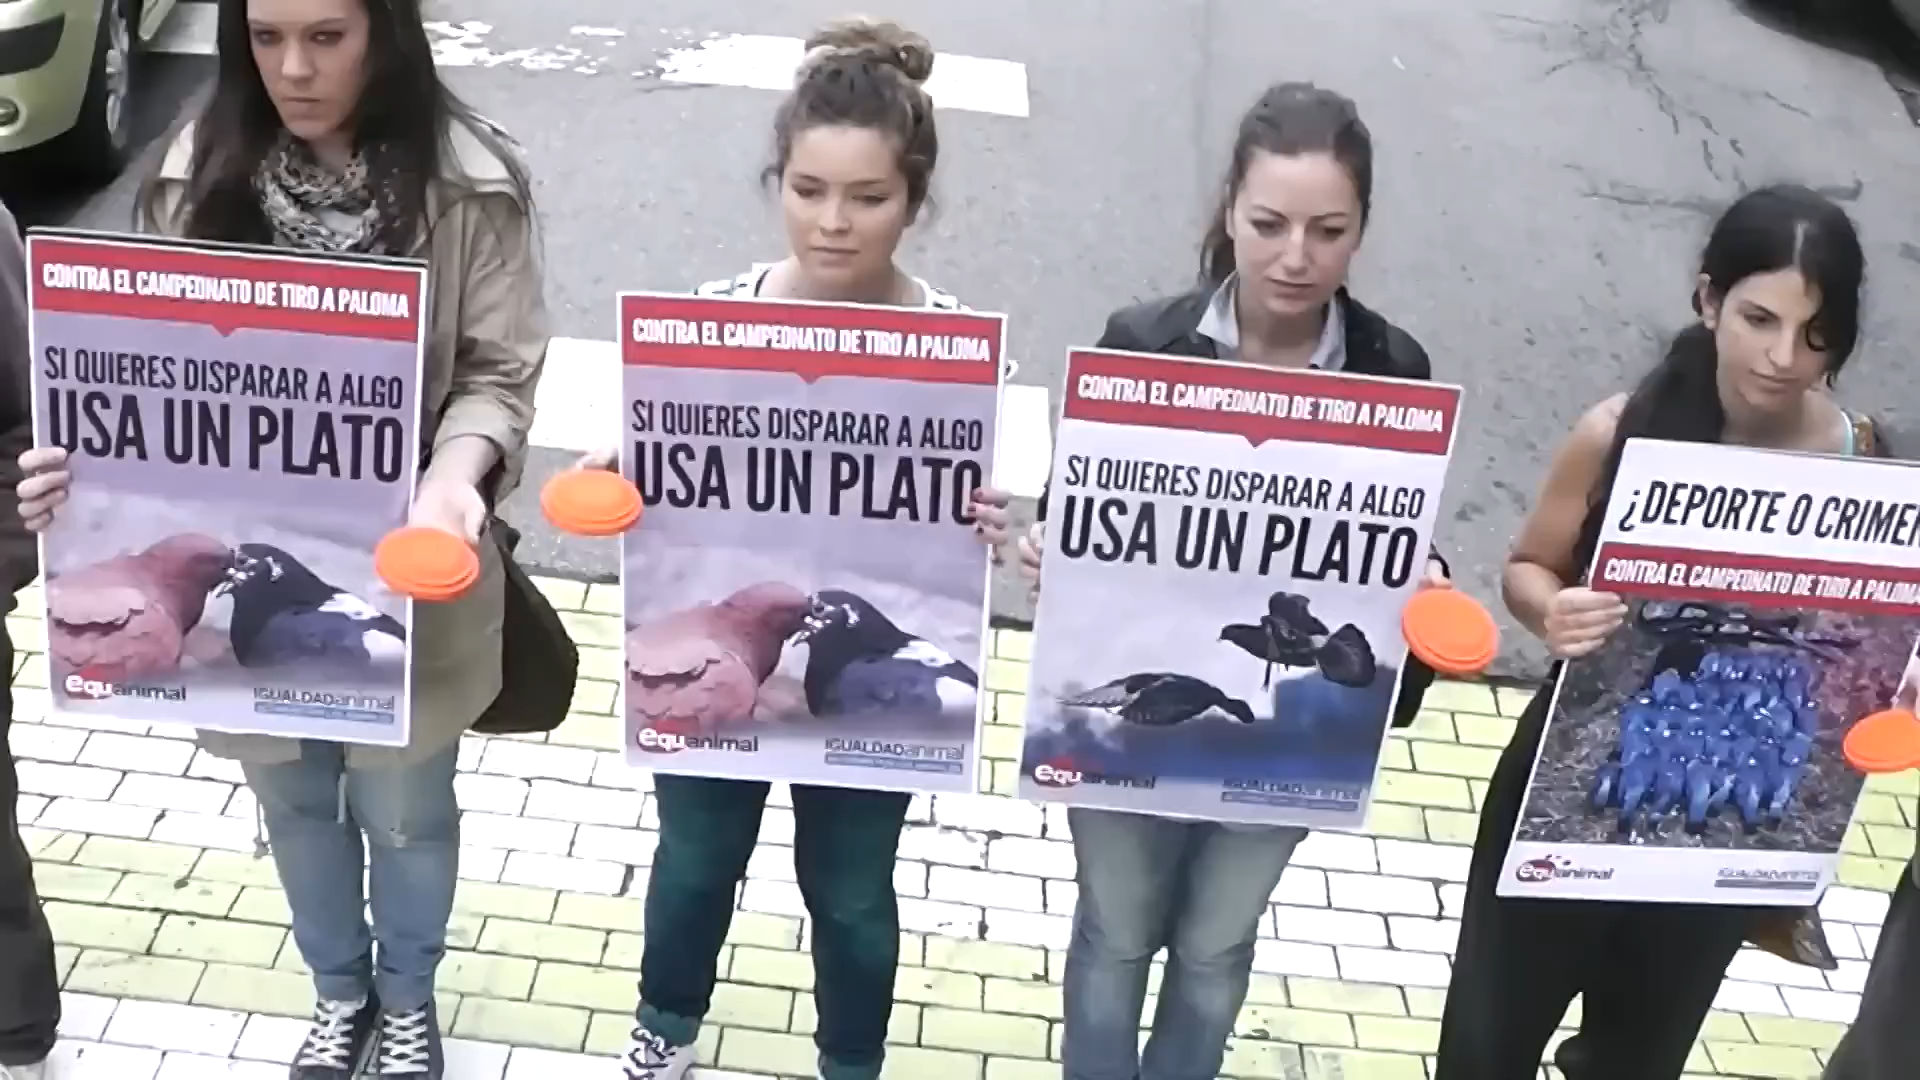 CONTRA EL CAMPEONATO DE TIRO A PALOMA
SI QUIERES DISPARAR A ALGO
USA UN PLATO
equanimal
IGUALDADanimal
CONTRA EL CAMPEONATO DE TIRO A PALOMA
SI QUIERES DISPARAR A ALGO
USA UN PLATO
equanimal
IGUALDADanimal
CONTRA EL CAMPEONATO DE TIRO A PALOMA
SI QUIERES DISPARAR A ALGO
USA UN PLATO
equanimal
IGUALDADanimal
¿DEPORTE O CRIMEN
CONTRA EL CAMPEONATO DE TIRO A PALOMA
equanimal
IGUALDADanimal